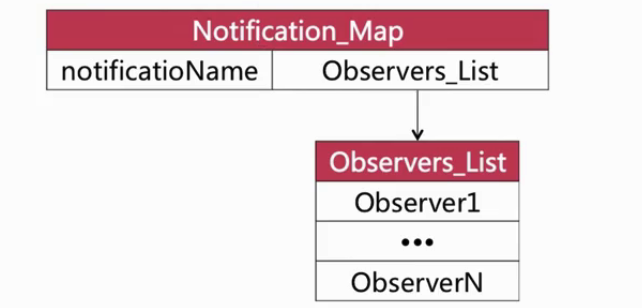 Notification_Map
notificatioName Observers_List
Observers_List
Observer1
•••
ObserverN